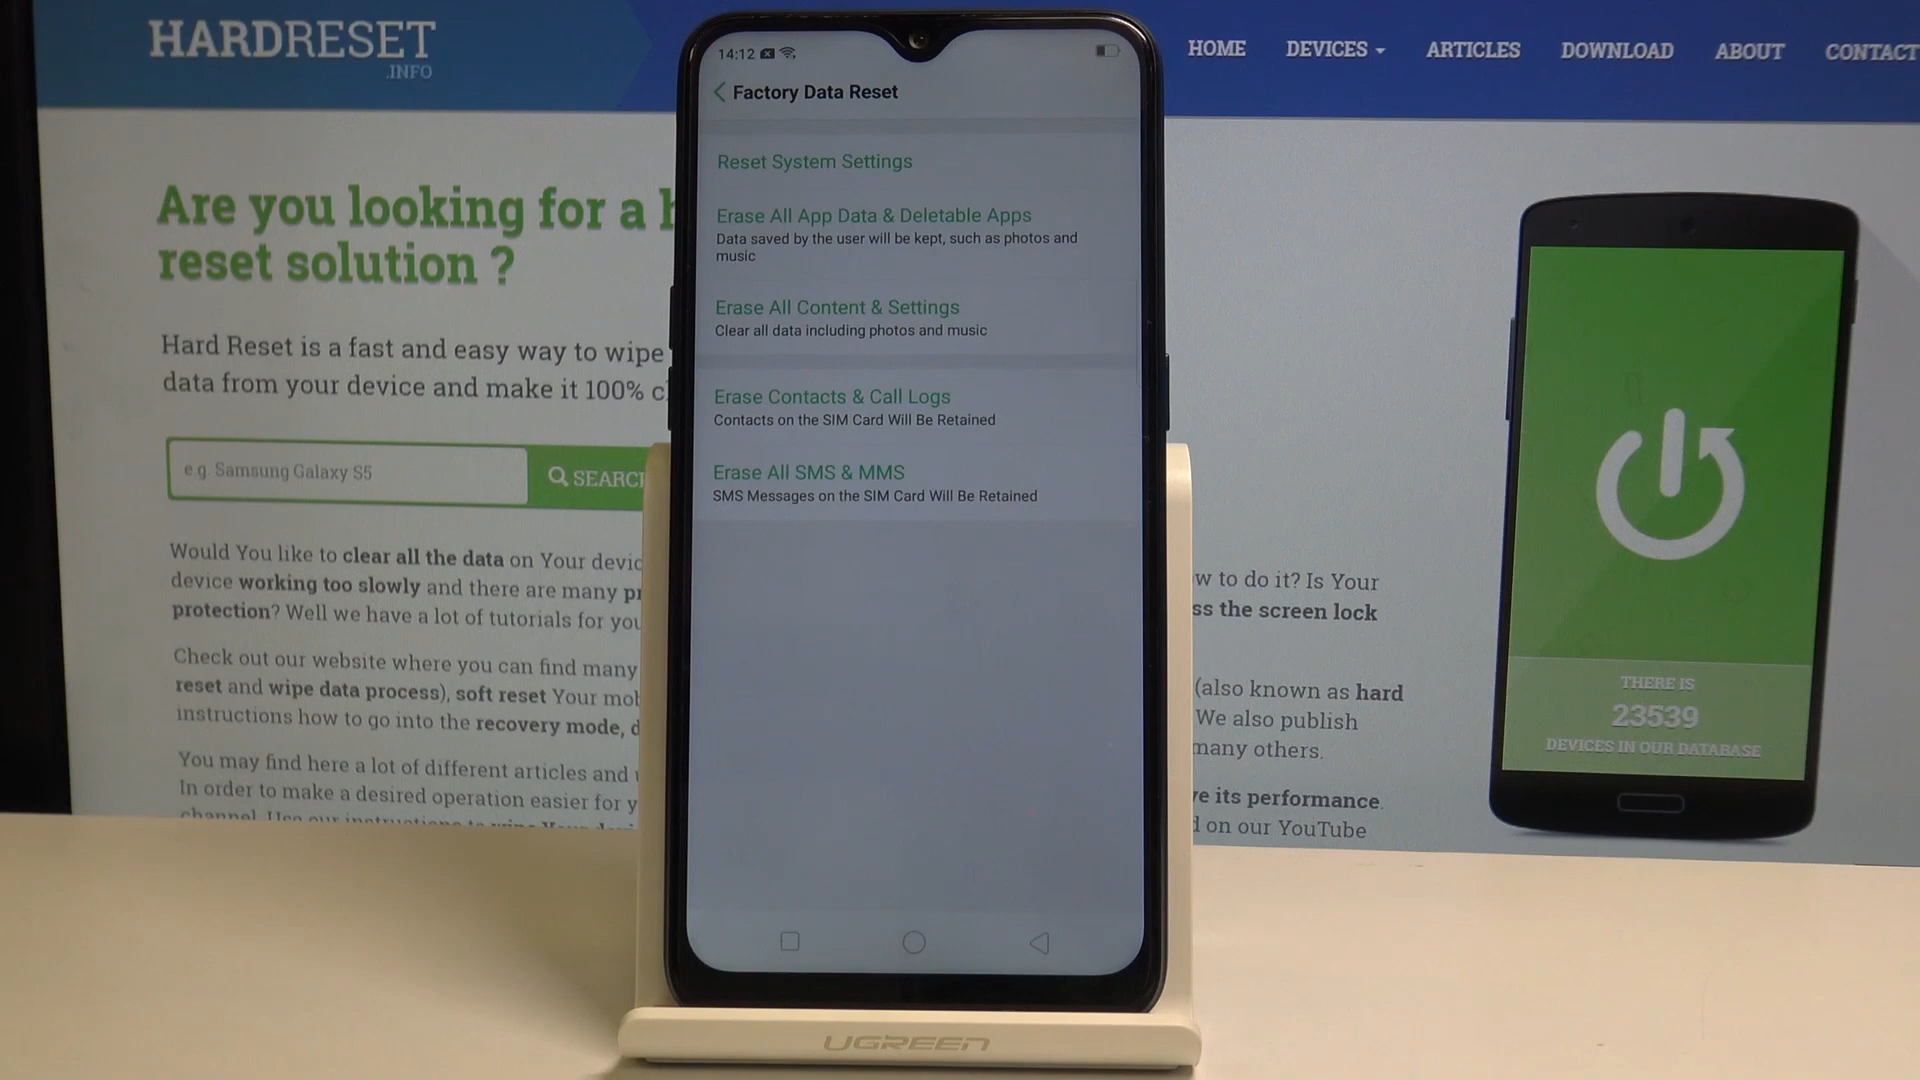 HARDRESET
.INFO
HOME DEVICES ARTICLES DOWNLOAD ABOUT CONTACT
Are you looking for a
reset solution ?
Hard Reset is a fast and easy way to wipe
data from your device and make it 100%
e.g. Samsung Galaxy S5
SEARC
Would You like to clear all the data on Your devic
device working too slowly and there are many
protection? Well we have a lot of tutorials for you
Check out our website where you can find many
reset and wipe data process), soft reset Your mob
instructions how to go into the recovery mode, d
You may find here a lot of different articles and
In order to make a desired operation easier for y
channel. Use our instructions to wipe Your
14:12
Factory Data Reset
Reset System Settings
Erase All App Data & Deletable Apps
Data saved by the user will be kept, such as photos and
music
Erase All Content & Settings
Clear all data including photos and music
Erase Contacts & Call Logs
Contacts on the SIM Card Will Be Retained
Erase All SMS & MMS
SMS Messages on the SIM Card Will Be Retained
UGREEN
w to do it? Is Your
ss the screen lock
(also known as hard
We also publish
many others.
ve its performance.
on our YouTube
THERE IS
23539
DEVICES IN OUR DATABASE